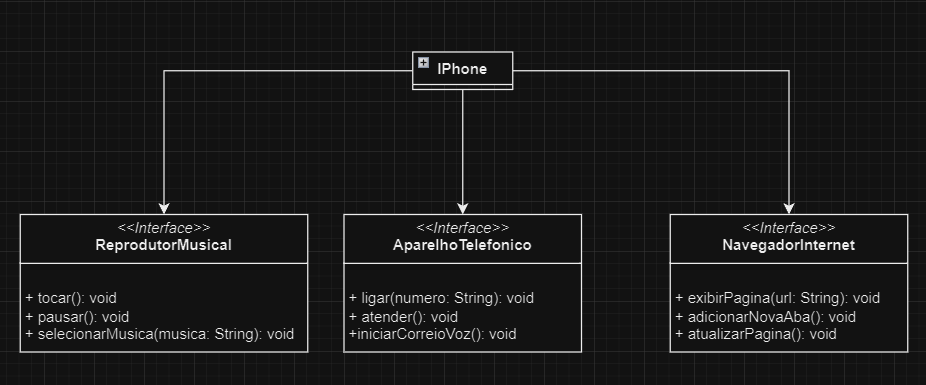 IPhone
<<Interface>>
ReprodutorMusical
+ tocar(): void
+ pausar(): void
+ selecionarMusica(musica: String): void
<<Interface>>
AparelhoTelefonico
+ ligar(numero: String): void
+ atender(): void
+iniciarCorreioVoz(): void
<<Interface>>
NavegadorInternet
+ exibirPagina(url: String): void
+ adicionarNovaAba(): void
+ atualizarPagina(): void